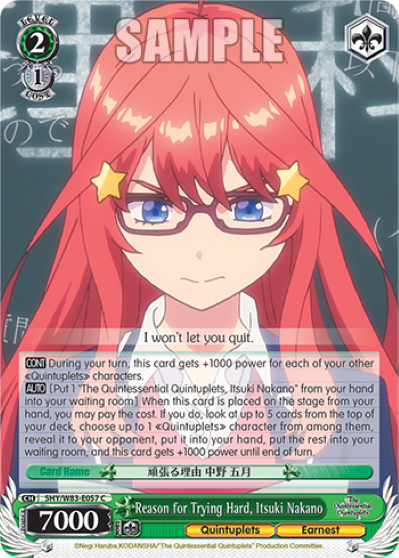 LEVEL
2
1
COST
SAMPLE
I won't let you quit.
CONT During your turn, this card gets +1000 power for each of your other
«Quintuplets» characters.
AUTO [Put 1 "The Quintessential Quintuplets, Itsuki Nakano" from your hand
into your waiting room] When this card is placed on the stage from your
hand, you may pay the cost. If you do, look at up to 5 cards from the top of
your deck, choose up to 1 «Quintuplets» character from among them,
reveal it to your opponent, put it into your hand, put the rest into your
waiting room, and this card gets +1000 power until end of turn.
Card Name 頑張る理由 中野 五月
CH 5HY/W83-E057 C
Reason for Trying Hard, Itsuki Nakano
The Quintessential Quintuplets
7000
Quintuplets Earnest
©Negi Haruba,KODANSHA/"The Quintessential Quintuplets" Production Committee.